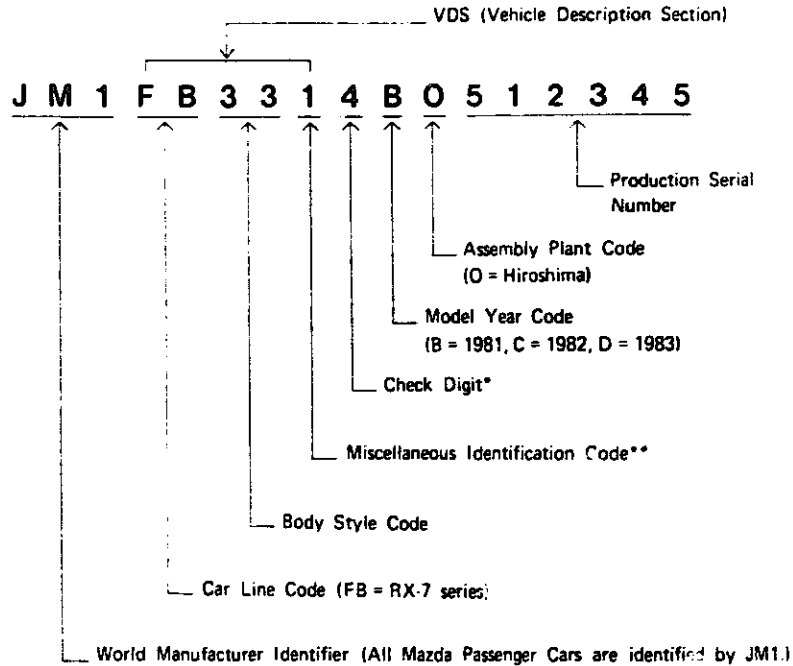 VDS (Vehicle Description Section)
J M 1 F B 3 3 1 4 B 0 5 1 2 3 4 5
Production Serial
Number
Assembly Plant Code
(0 = Hiroshima)
Model Year Code
(B = 1981, C = 1982, D = 1983)
Check Digit*
Miscellaneous Identification Code**
Body Style Code
Car Line Code (FB = RX-7 series)
World Manufacturer Identifier (All Mazda Passenger Cars are identified by JM1.)